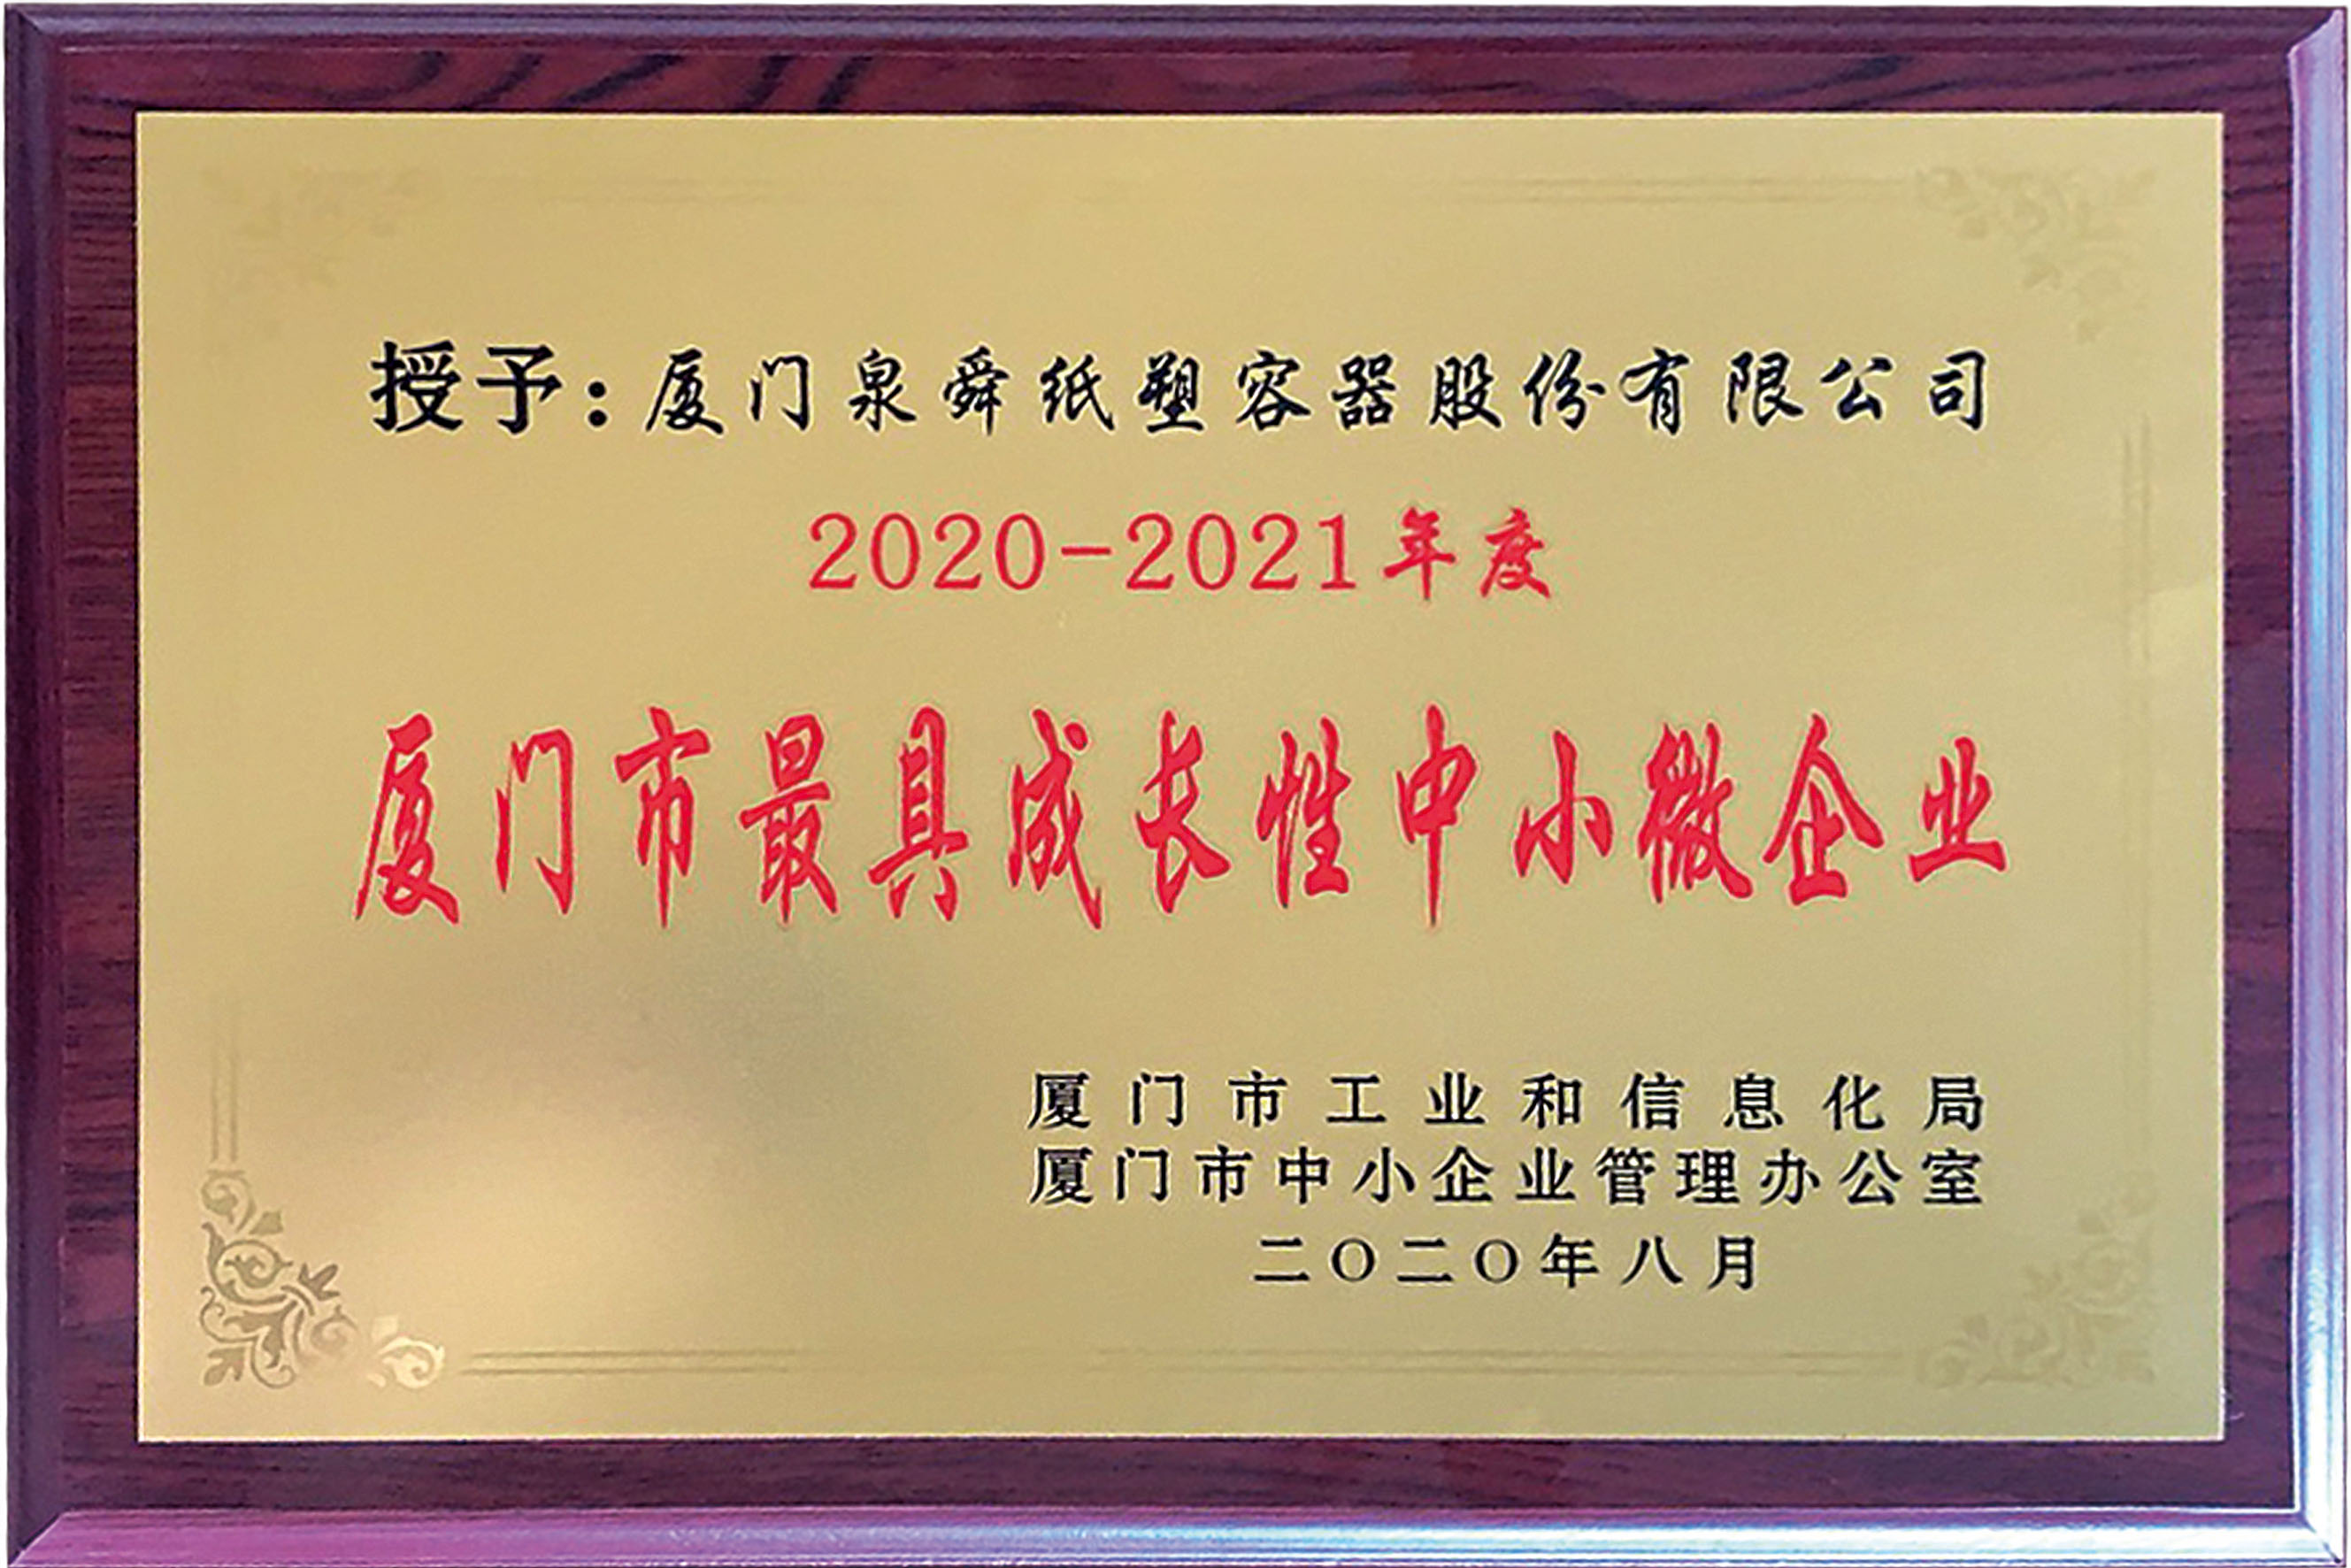 授予：厦门泉舜纸塑容器股份有限公司
2020-2021年度
厦门市最具成长性中小微企业
厦门市工业和信息化局
厦门市中小企业管理办公室
二〇二〇年八月